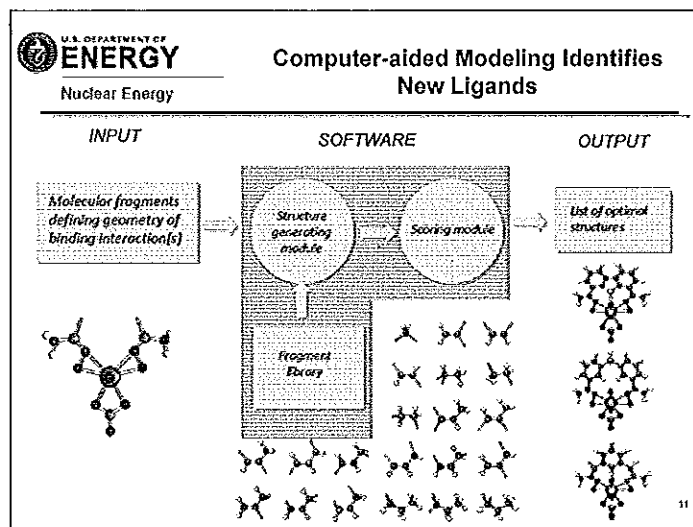 U.S. DEPARTMENT OF
ENERGY
Nuclear Energy
Computer-aided Modeling Identifies
New Ligands
INPUT
SOFTWARE
OUTPUT
Molecular fragments
defining geometry of
binding interaction[s]
Structure
generating
module
Scoring module
List of optimal
structures
Fragment
library
11